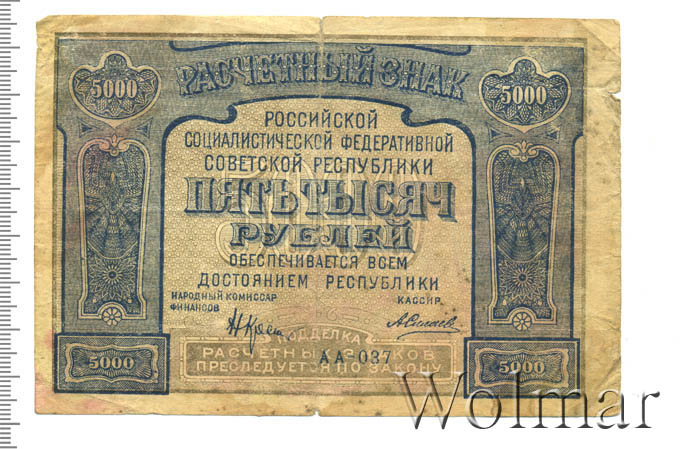 РАСЧЕТНЫЙ ЗНАК
5000 5000
РОССИЙСКОЙ
СОЦИАЛИСТИЧЕСКОЙ ФЕДЕРАТИВНОЙ
СОВЕТСКОЙ РЕСПУБЛИКИ
ПЯТЬ ТЫСЯЧ
РУБЛЕЙ
ОБЕСПЕЧИВАЕТСЯ ВСЕМ
ДОСТОЯНИЕМ РЕСПУБЛИКИ
НАРОДНЫЙ КОМИССАР
ФИНАНСОВ
КАССИР.
ПОДДЕЛКА
РАСЧЕТНЫХ ЗНАКОВ
АА-037
ПРЕСЛЕДУЕТСЯ ПО ЗАКОНУ
5000 5000
Wolmar